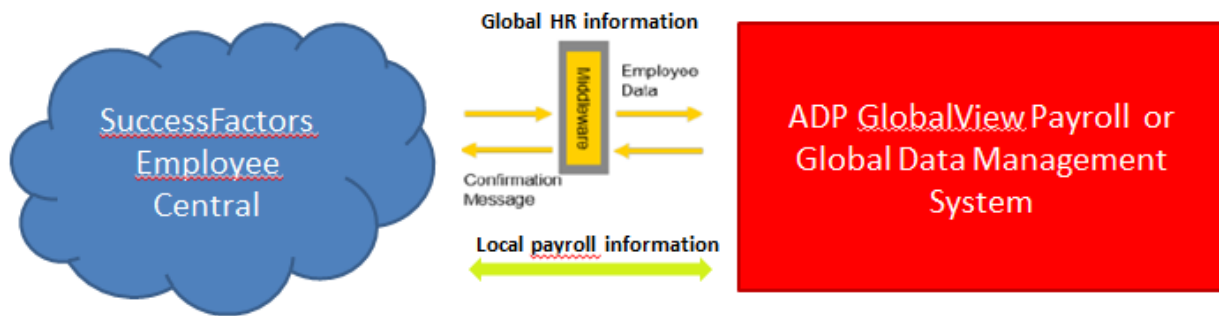 Global HR information
SuccessFactors
Employee
Central
Middleware
Employee
Data
Confirmation
Message
Local payroll information
ADP GlobalView Payroll or
Global Data Management
System